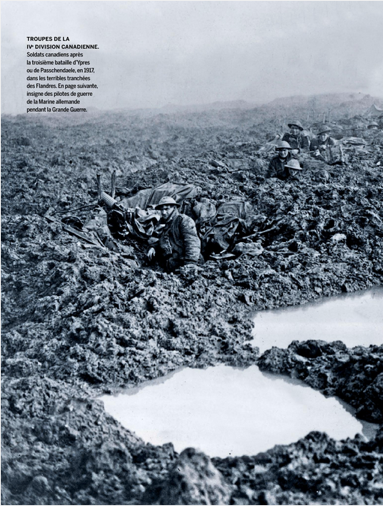 TROUPES DE LA
IVᵉ DIVISION CANADIENNE.
Soldats canadiens après
la troisième bataille d'Ypres
ou de Passchendaele, en 1917,
dans les terribles tranchées
des Flandres. En page suivante,
insigne des pilotes de guerre
de la Marine allemande
pendant la Grande Guerre.